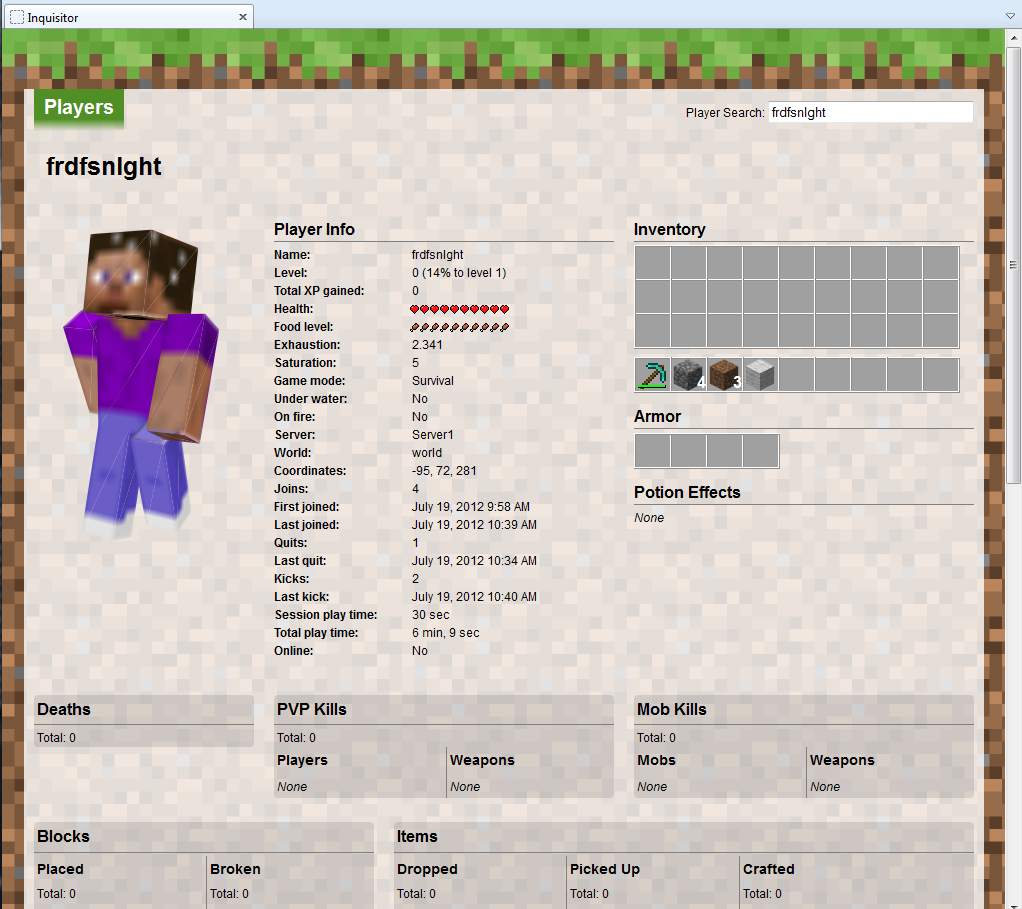 Inquisitor
Players
Player Search: frdfsnlght
frdfsnlght
Player Info
Name: frdfsnlght
Level: 0 (14% to level 1)
Total XP gained: 0
Health:
Food level:
Exhaustion: 2.341
Saturation: 5
Game mode: Survival
Under water: No
On fire: No
Server: Server1
World: world
Coordinates: -95, 72, 281
Joins: 4
First joined: July 19, 2012 9:58 AM
Last joined: July 19, 2012 10:39 AM
Quits: 1
Last quit: July 19, 2012 10:34 AM
Kicks: 2
Last kick: July 19, 2012 10:40 AM
Session play time: 30 sec
Total play time: 6 min, 9 sec
Online: No
Inventory
4 3
Armor
Potion Effects
None
Deaths
Total: 0
PVP Kills
Total: 0
Players Weapons
None None
Mob Kills
Total: 0
Mobs Weapons
None None
Blocks
Placed Broken
Total: 0 Total: 0
Items
Dropped Picked Up Crafted
Total: 0 Total: 0 Total: 0